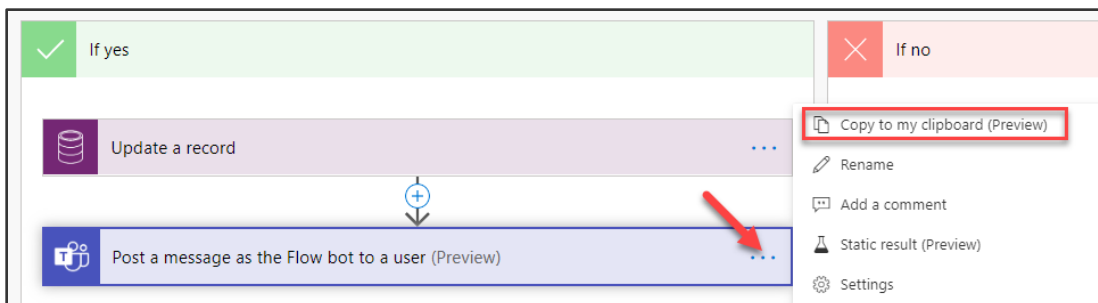 If yes
If no
Update a record
Post a message as the Flow bot to a user (Preview)
Copy to my clipboard (Preview)
Rename
Add a comment
Static result (Preview)
Settings